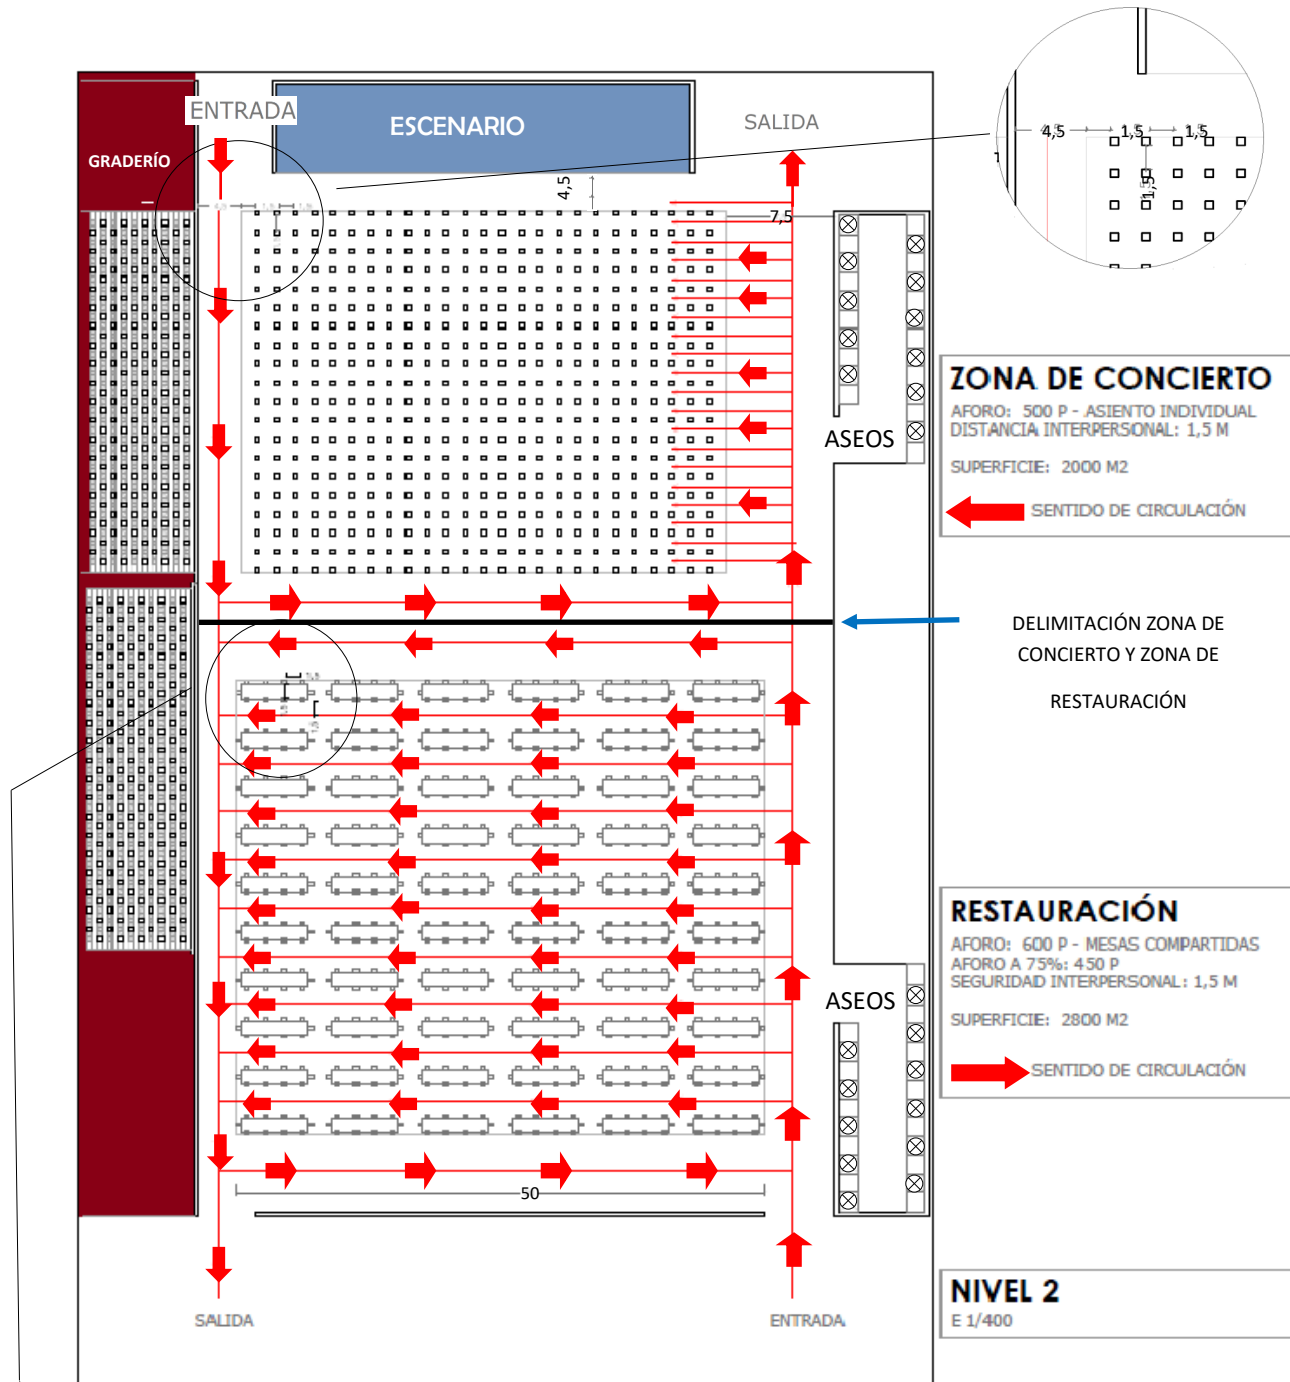 ENTRADA
ESCENARIO
SALIDA
GRADERÍO
4,5
7,5
4,5
1,5
1,5
1,5
ASEOS
ZONA DE CONCIERTO
AFORO: 500 P - ASIENTO INDIVIDUAL
DISTANCIA INTERPERSONAL: 1,5 M
SUPERFICIE: 2000 M2
SENTIDO DE CIRCULACIÓN
DELIMITACIÓN ZONA DE
CONCIERTO Y ZONA DE
RESTAURACIÓN
RESTAURACIÓN
AFORO: 600 P - MESAS COMPARTIDAS
AFORO A 75%: 450 P
SEGURIDAD INTERPERSONAL: 1,5 M
SUPERFICIE: 2800 M2
SENTIDO DE CIRCULACIÓN
ASEOS
50
SALIDA
ENTRADA
NIVEL 2
E 1/400